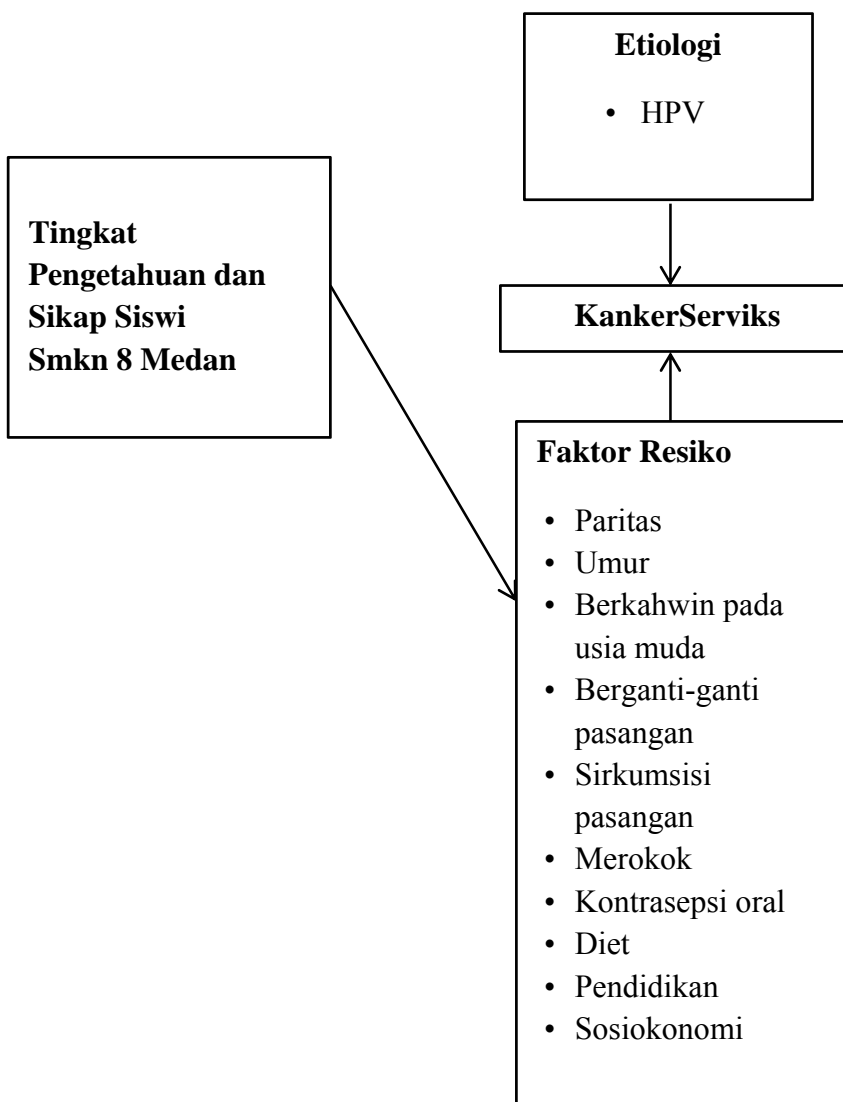 Etiologi
• HPV
Tingkat
Pengetahuan dan
Sikap Siswi
Smkn 8 Medan
KankerServiks
Faktor Resiko
• Paritas
• Umur
• Berkahwin pada
usia muda
• Berganti-ganti
pasangan
• Sirkumsisi
pasangan
• Merokok
• Kontrasepsi oral
• Diet
• Pendidikan
• Sosiokonomi